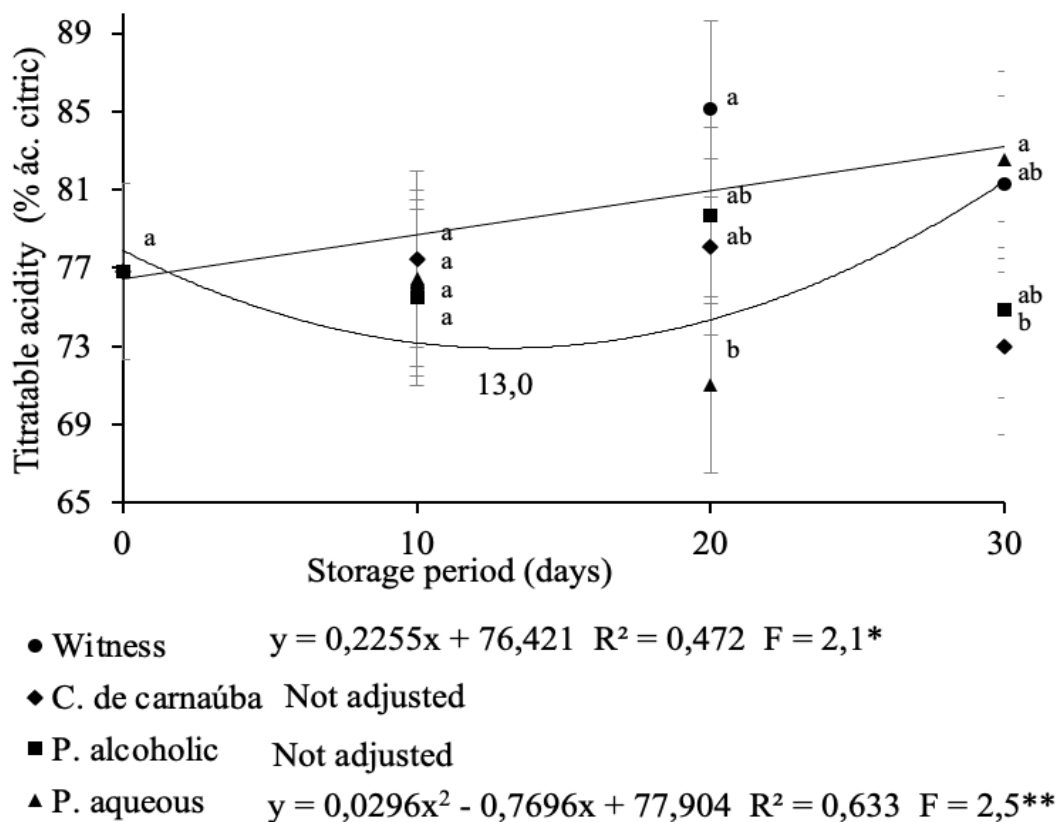 Titratable acidity (% ác. citric)
89
85
81
77
73
69
65
a
a
a
a
a
a
ab
ab
b
a
ab
ab
b
13,0
0 10 20 30
Storage period (days)
Witness y = 0,2255x + 76,421 R² = 0,472 F = 2,1*
C. de carnaúba Not adjusted
P. alcoholic Not adjusted
P. aqueous y = 0,0296x² - 0,7696x + 77,904 R² = 0,633 F = 2,5**